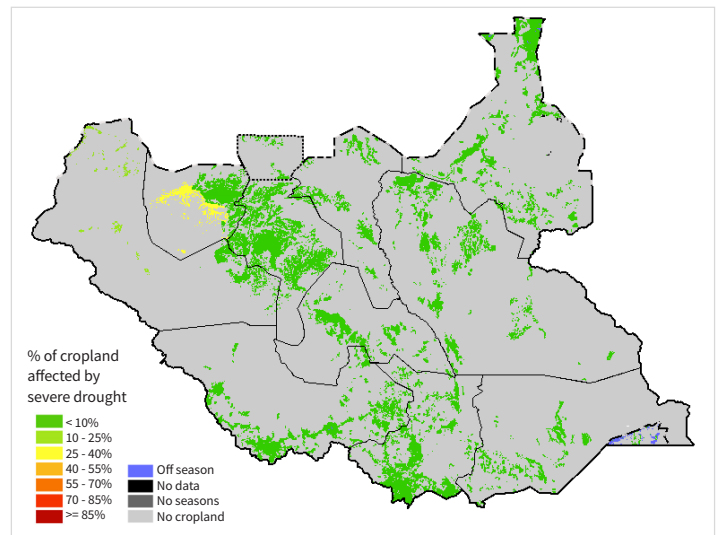 % of cropland
affected by
severe drought
< 10%
10 - 25%
25 - 40%
40 - 55%
55 - 70%
70 - 85%
>= 85%
Off season
No data
No seasons
No cropland